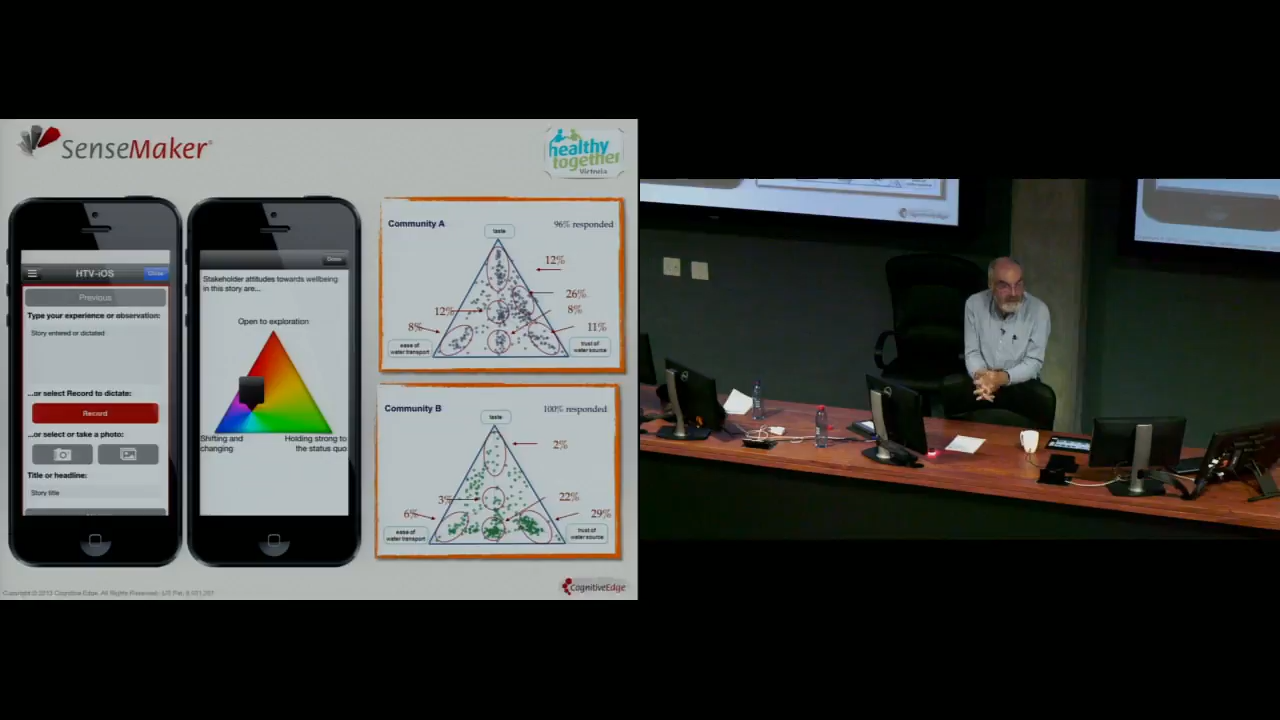 SenseMaker®
healthy
together
Victoria
HTV-iOS
Close
Previous
Type your experience or observation:
Story entered or dictated
...or select Record to dictate:
Record
...or select or take a photo:
Title or headline:
Story title
Done
Stakeholder attitudes towards wellbeing
in this story are...
Open to exploration
Shifting and
changing
Holding strong to
the status quo
Community A
96% responded
taste
12%
26%
8%
12%
8%
11%
ease of
water transport
trust of
water source
Community B
100% responded
taste
2%
3%
22%
6%
29%
ease of
water transport
trust of
water source
CognitiveEdge
CognitiveEdge